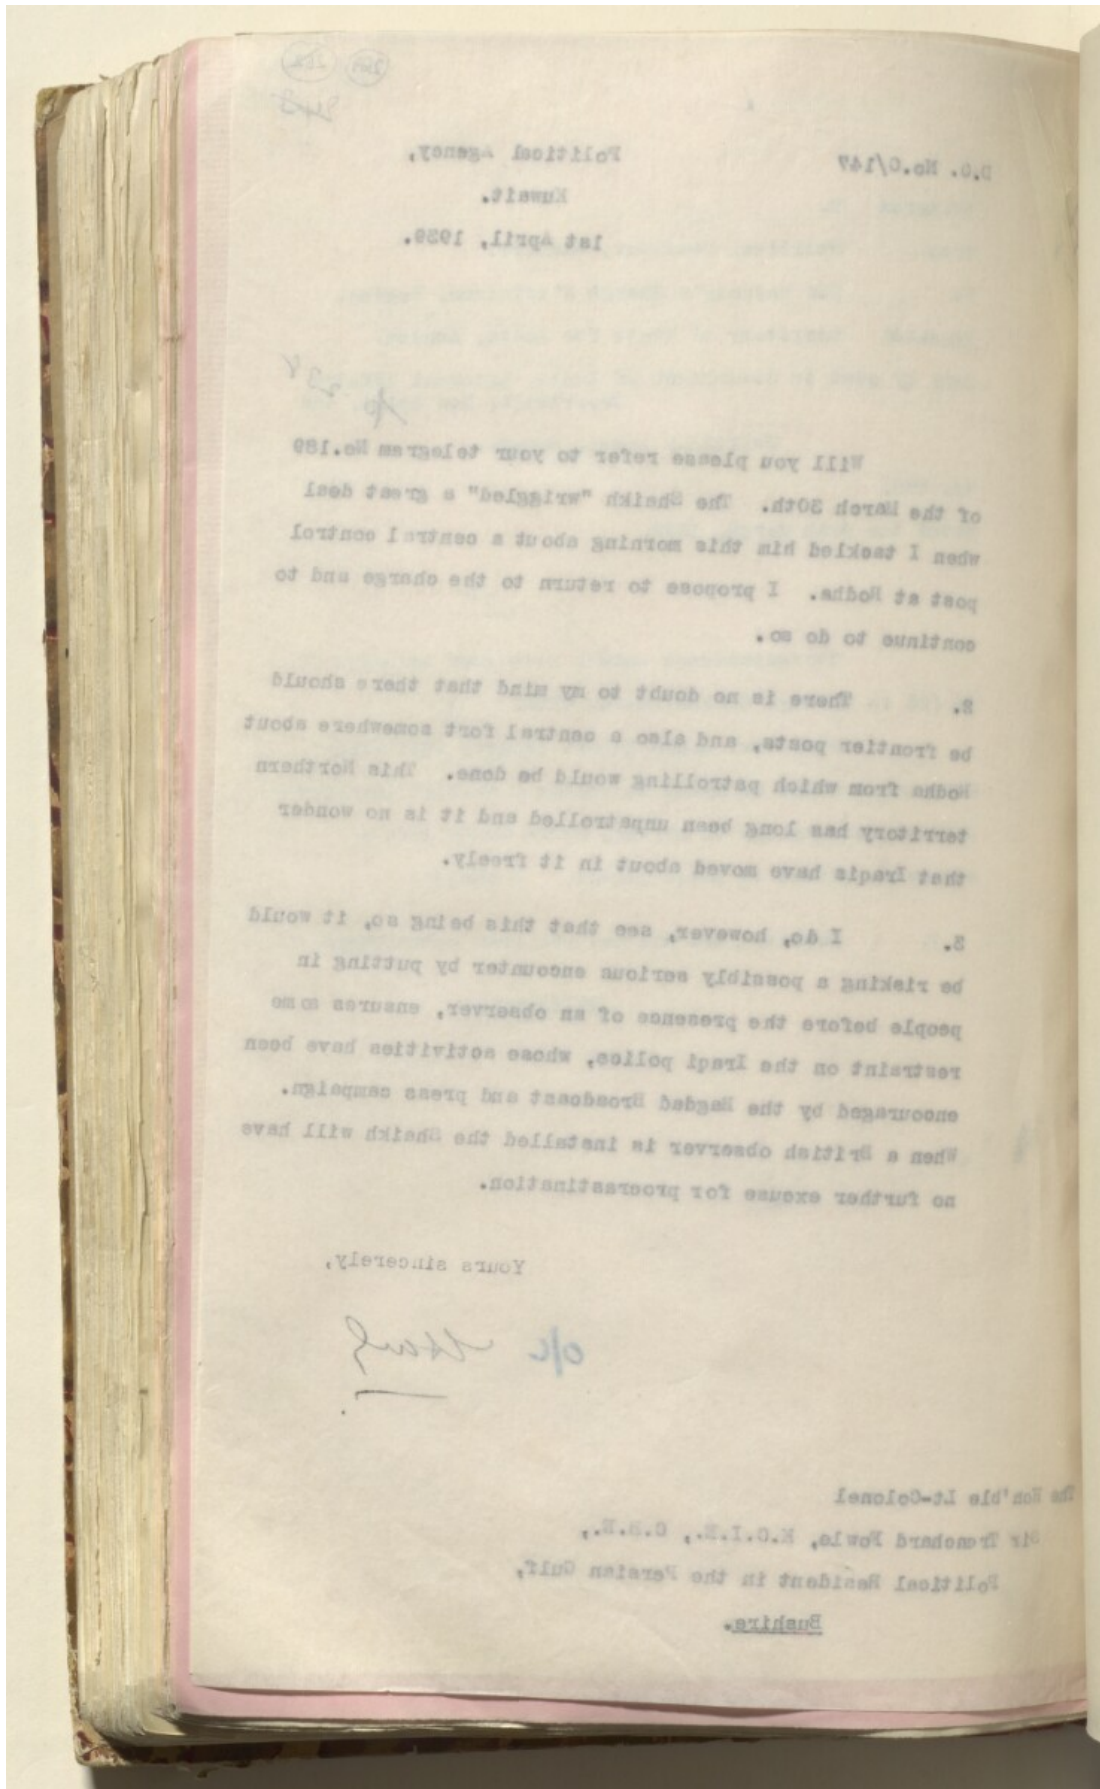 D.O. No.C/147
Political Agency,
Kuwait.
1st April, 1939.
Will you please refer to your telegram No.189
of the March 30th. The Shaikh "wriggled" a great deal
when I tackled him this morning about a central control
post at Rodha. I propose to return to the charge and to
continue to do so.
2. There is no doubt to my mind that there should
be frontier posts, and also a central fort somewhere about
Rodha from which patrolling would be done. This Northern
territory has long been unpatrolled and it is no wonder
that Iraqis have moved about in it freely.
3. I do, however, see that this being so, it would
be risking a possibly serious encounter by putting in
people before the presence of an observer, ensures some
restraint on the Iraqi police, whose activities have been
encouraged by the Bagdad Broadcast and press campaign.
When a British observer is installed the Shaikh will have
no further excuse for procrastination.
Yours sincerely,
The Hon'ble Lt-Colonel
Sir Trenchard Fowle, K.C.I.E., C.B.E.,
Political Resident in the Persian Gulf,
Bushire.